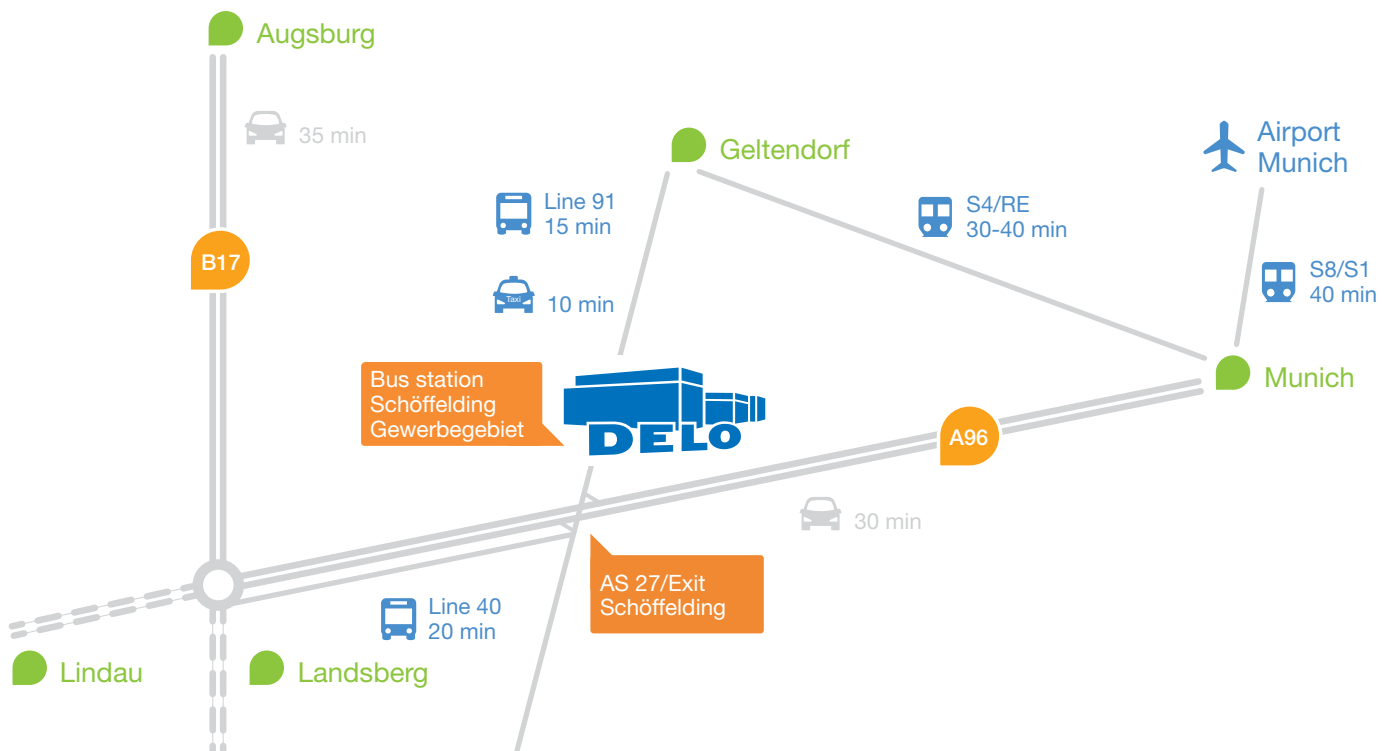 Augsburg
35 min
Geltendorf
Airport
Munich
Line 91
15 min
S4/RE
30-40 min
B17
S8/S1
40 min
Taxi
10 min
Bus station
Schöffelding
Gewerbegebiet
DELO
Munich
A96
30 min
AS 27/Exit
Schöffelding
Line 40
20 min
Lindau
Landsberg